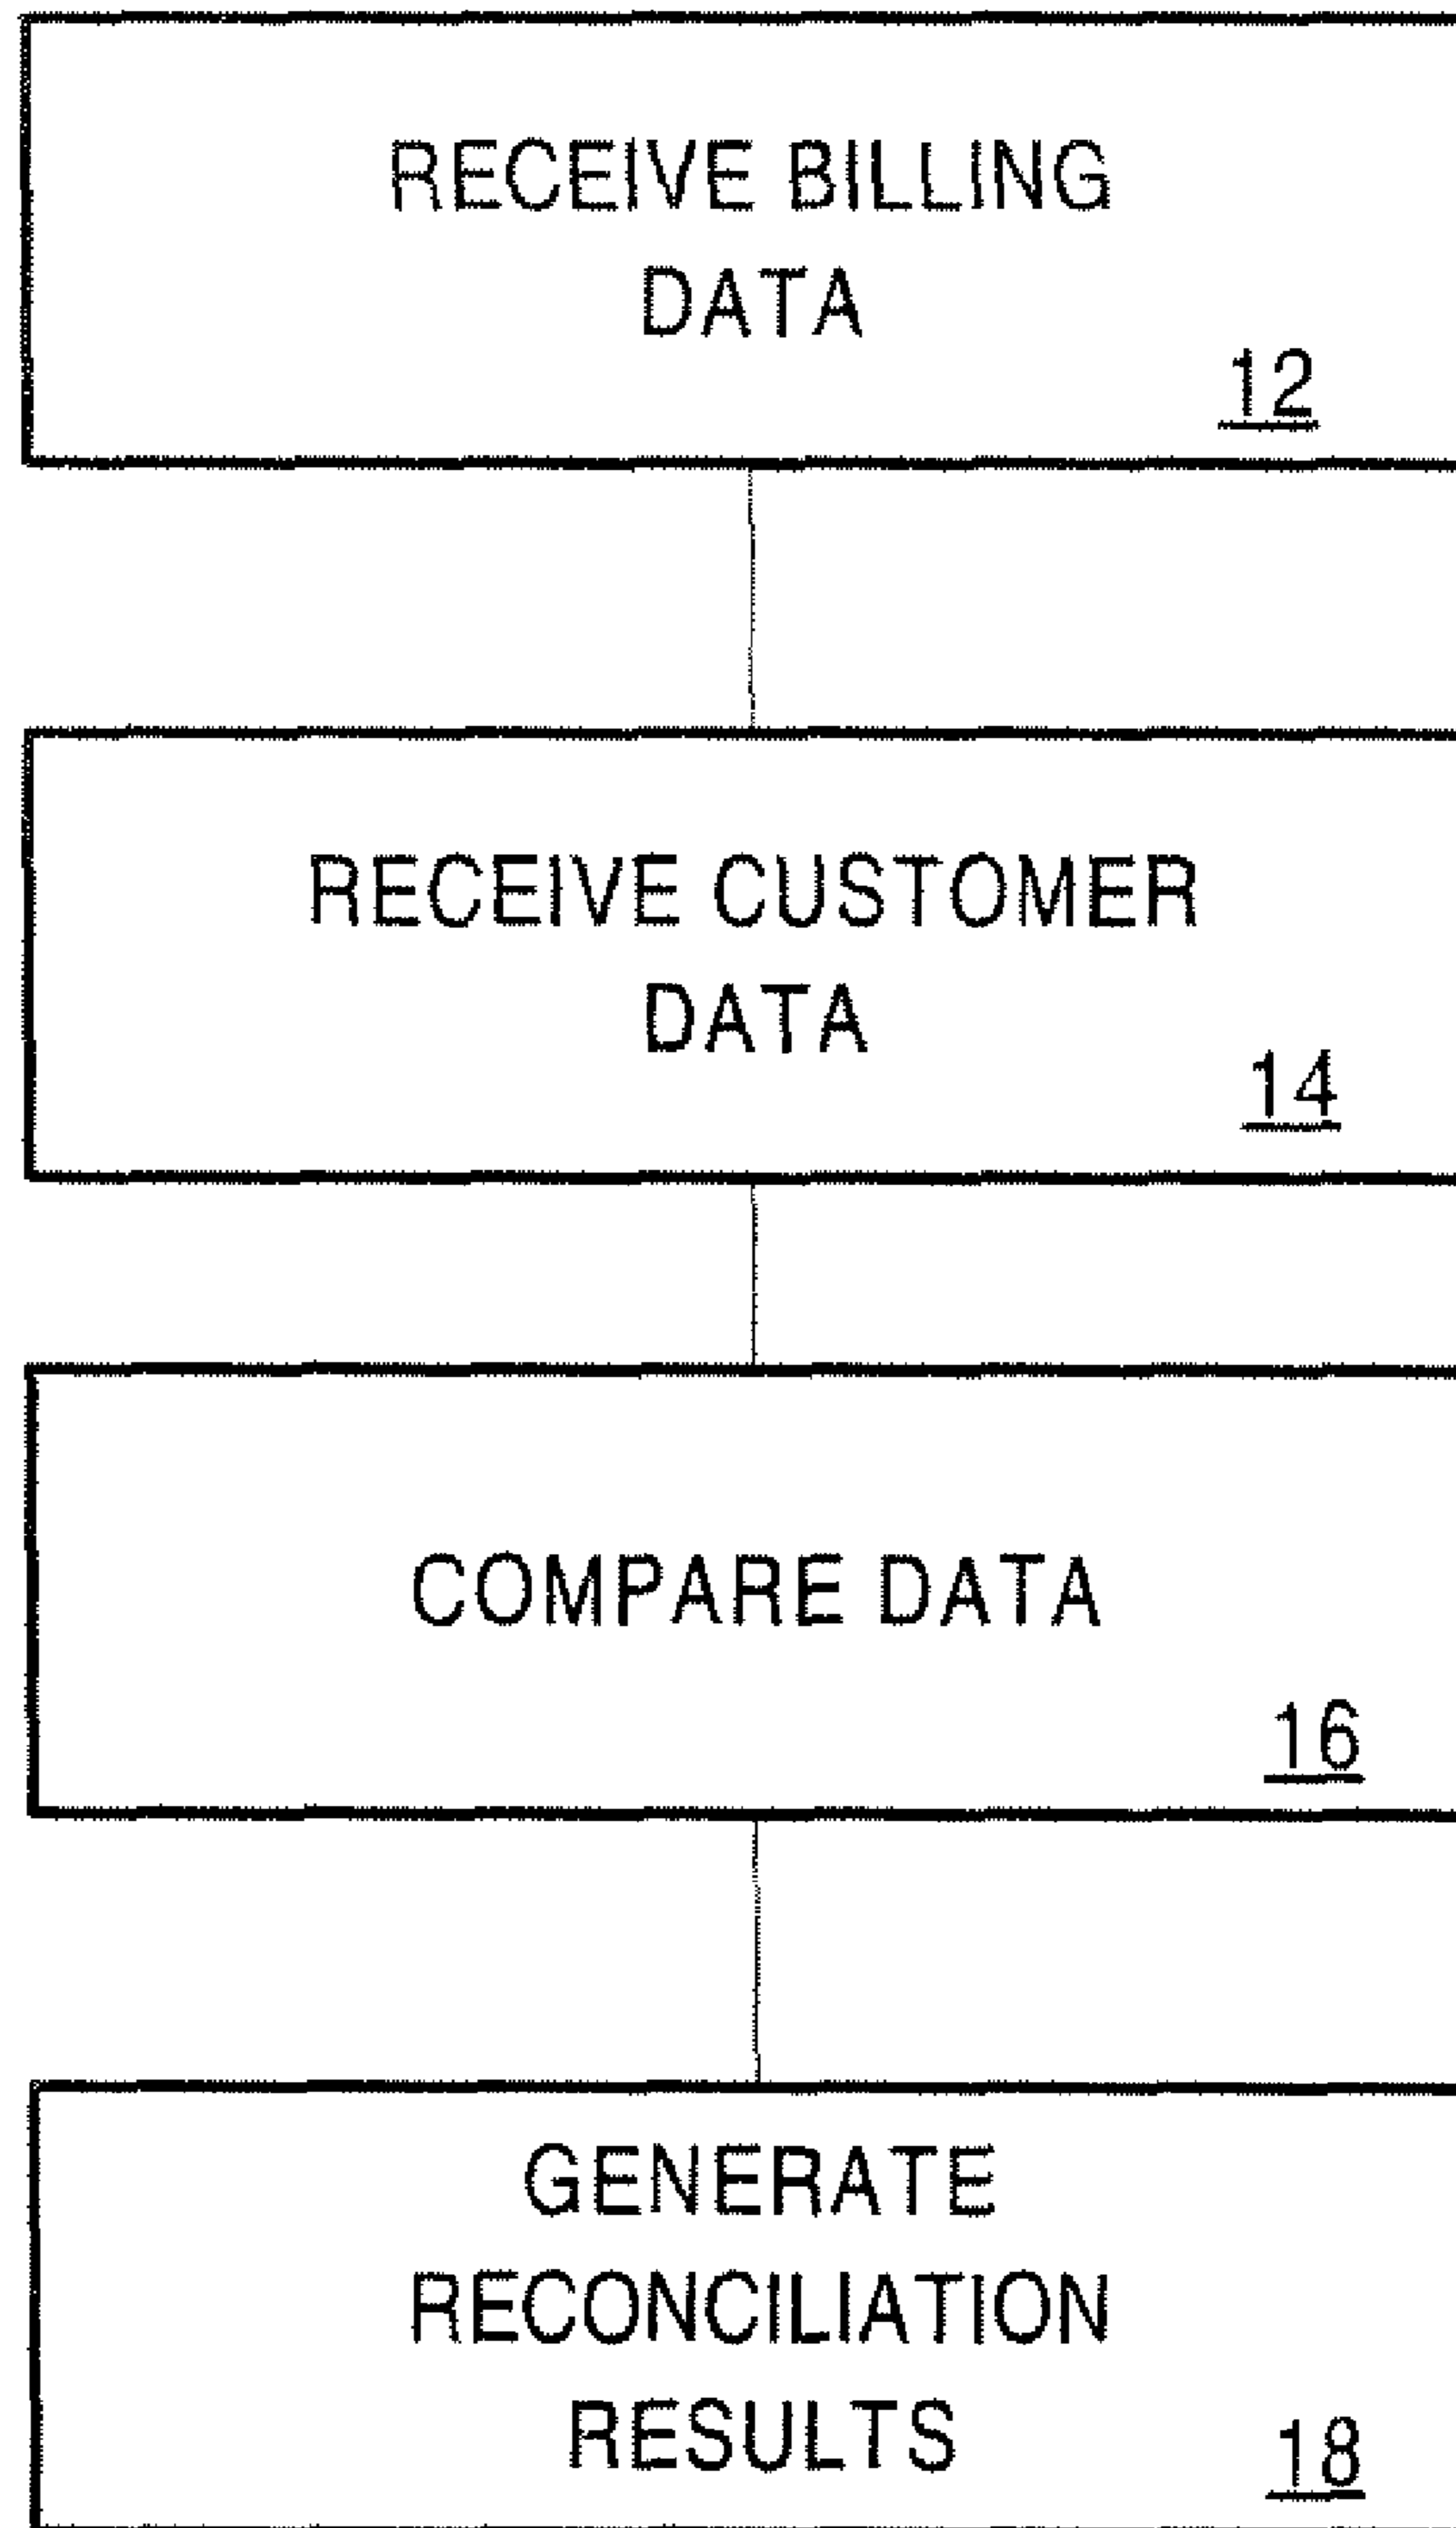 RECEIVE BILLING
DATA
12
RECEIVE CUSTOMER
DATA
14
COMPARE DATA
16
GENERATE
RECONCILIATION
RESULTS
18